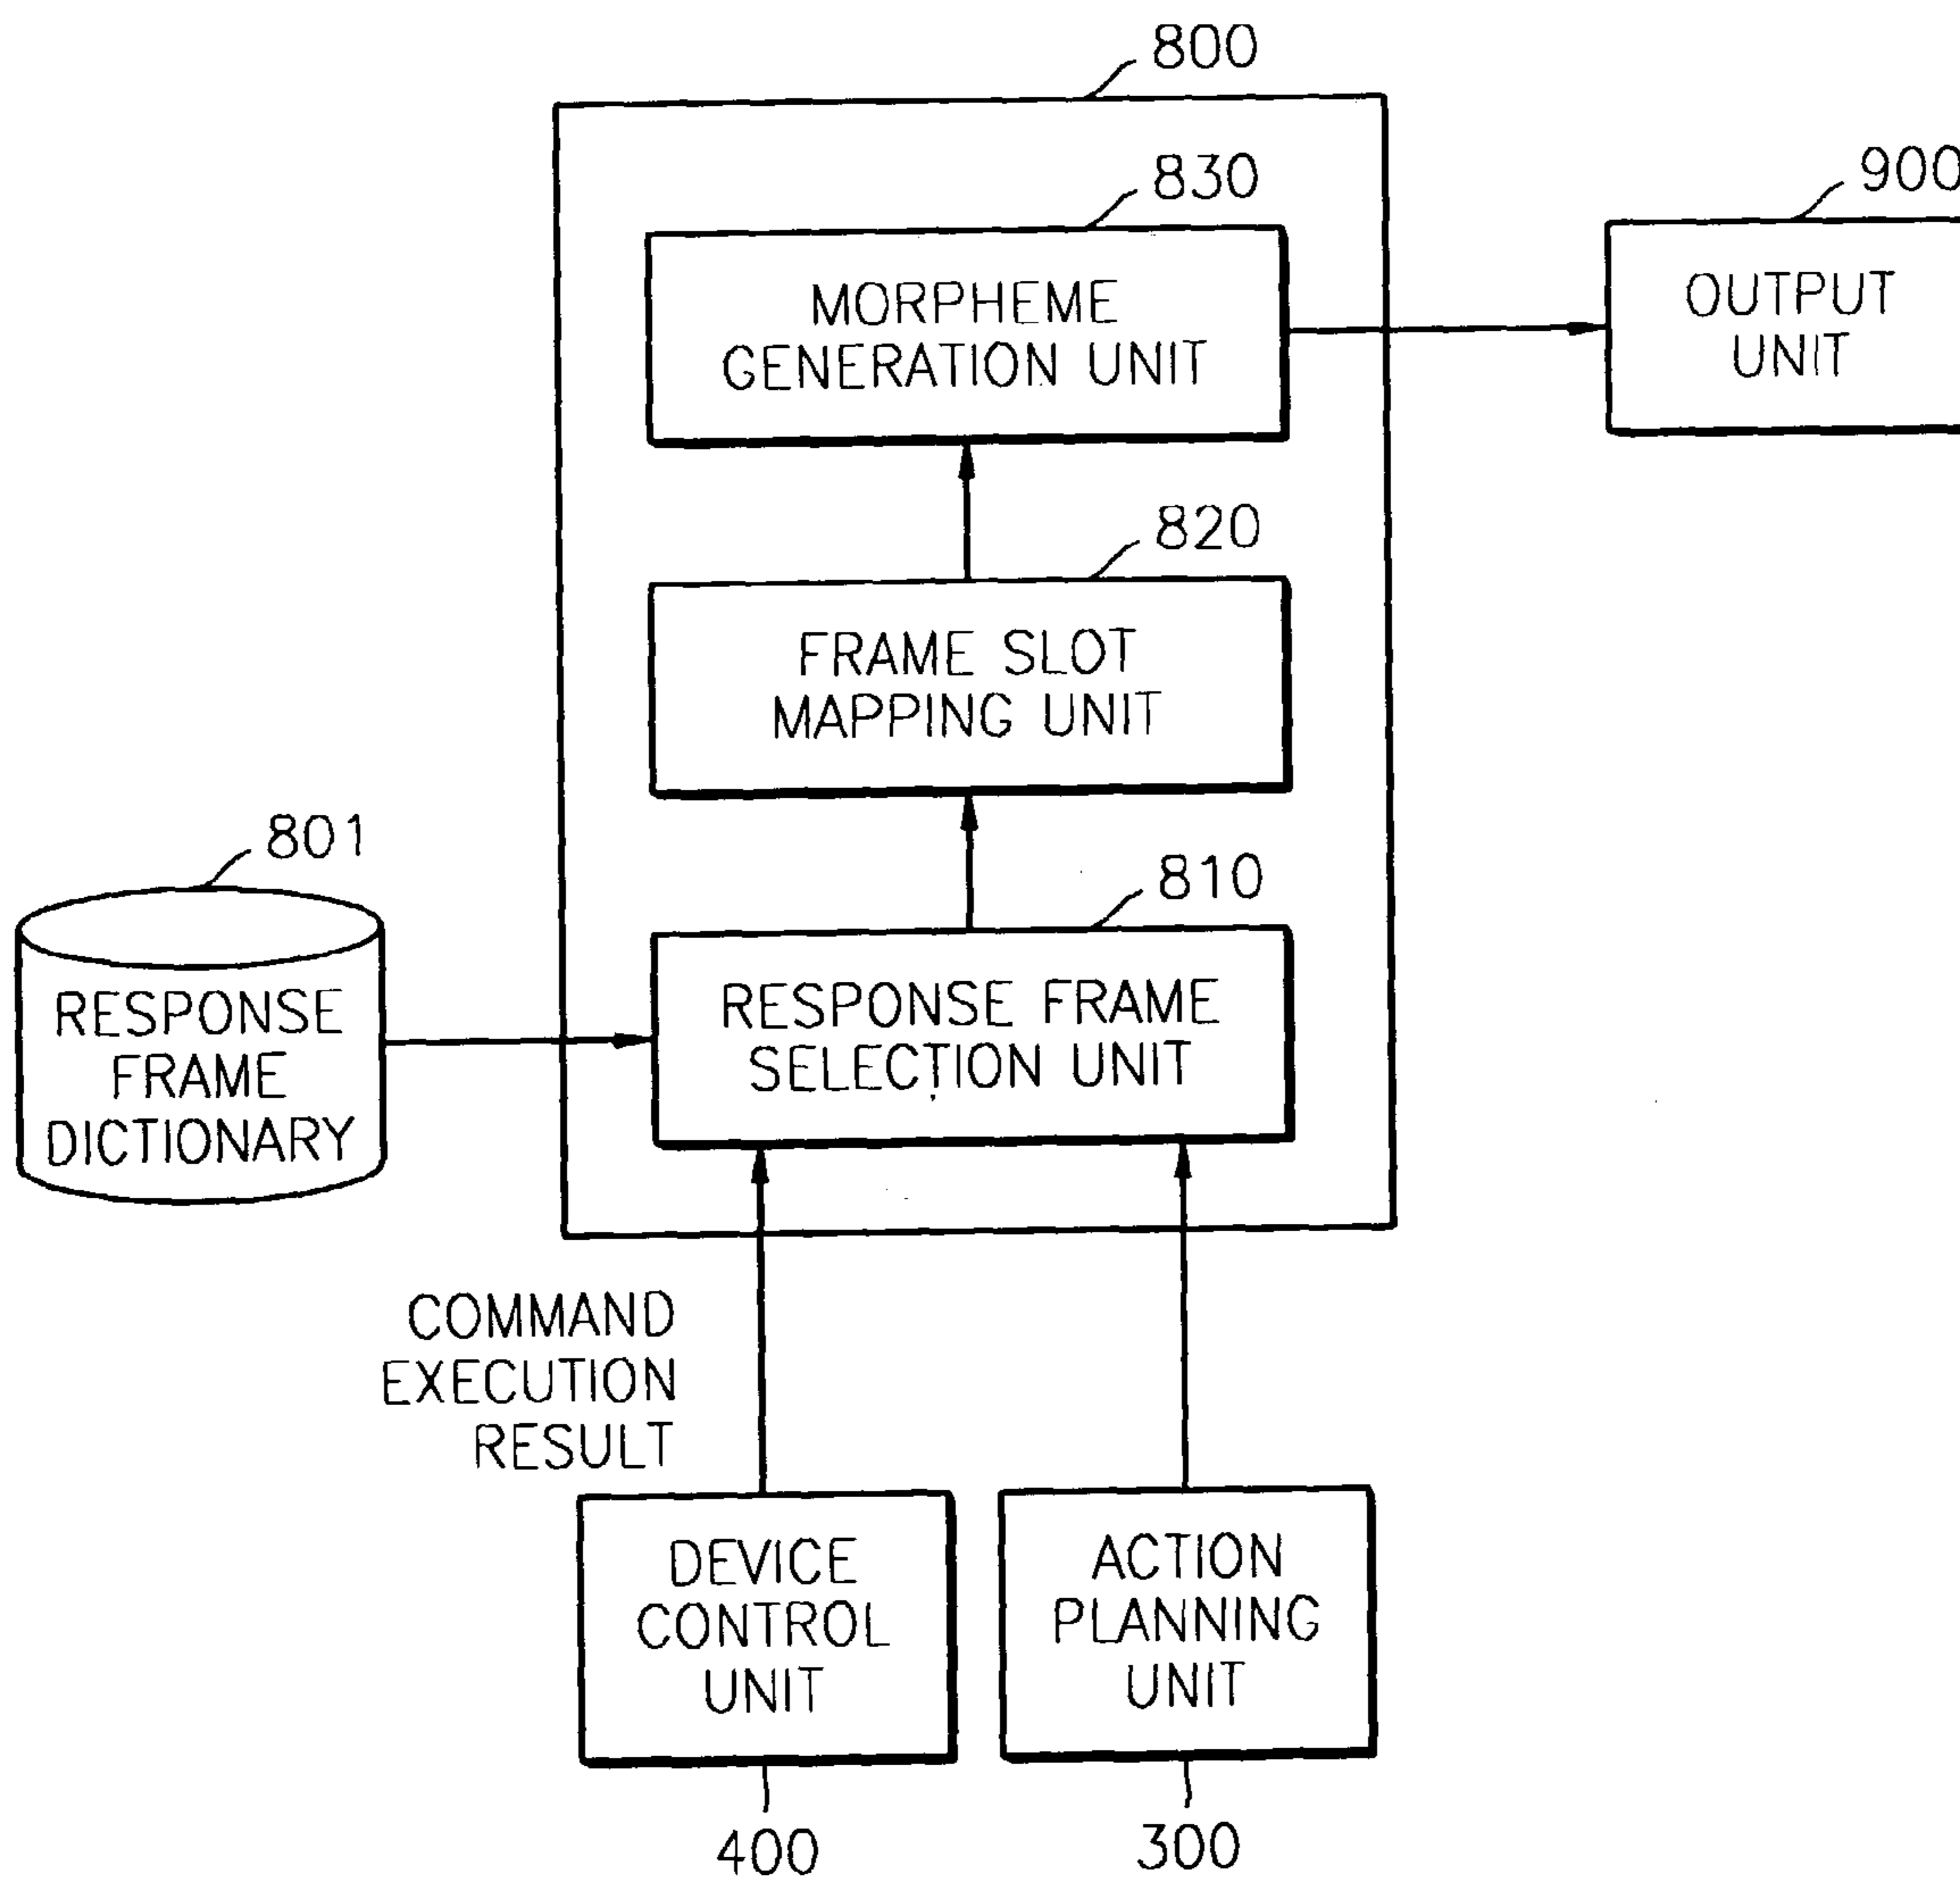 800
830
900
MORPHEME
GENERATION UNIT
OUTPUT
UNIT
820
FRAME SLOT
MAPPING UNIT
801
810
RESPONSE
FRAME
DICTIONARY
RESPONSE FRAME
SELECTION UNIT
COMMAND
EXECUTION
RESULT
DEVICE
CONTROL
UNIT
ACTION
PLANNING
UNIT
400
300